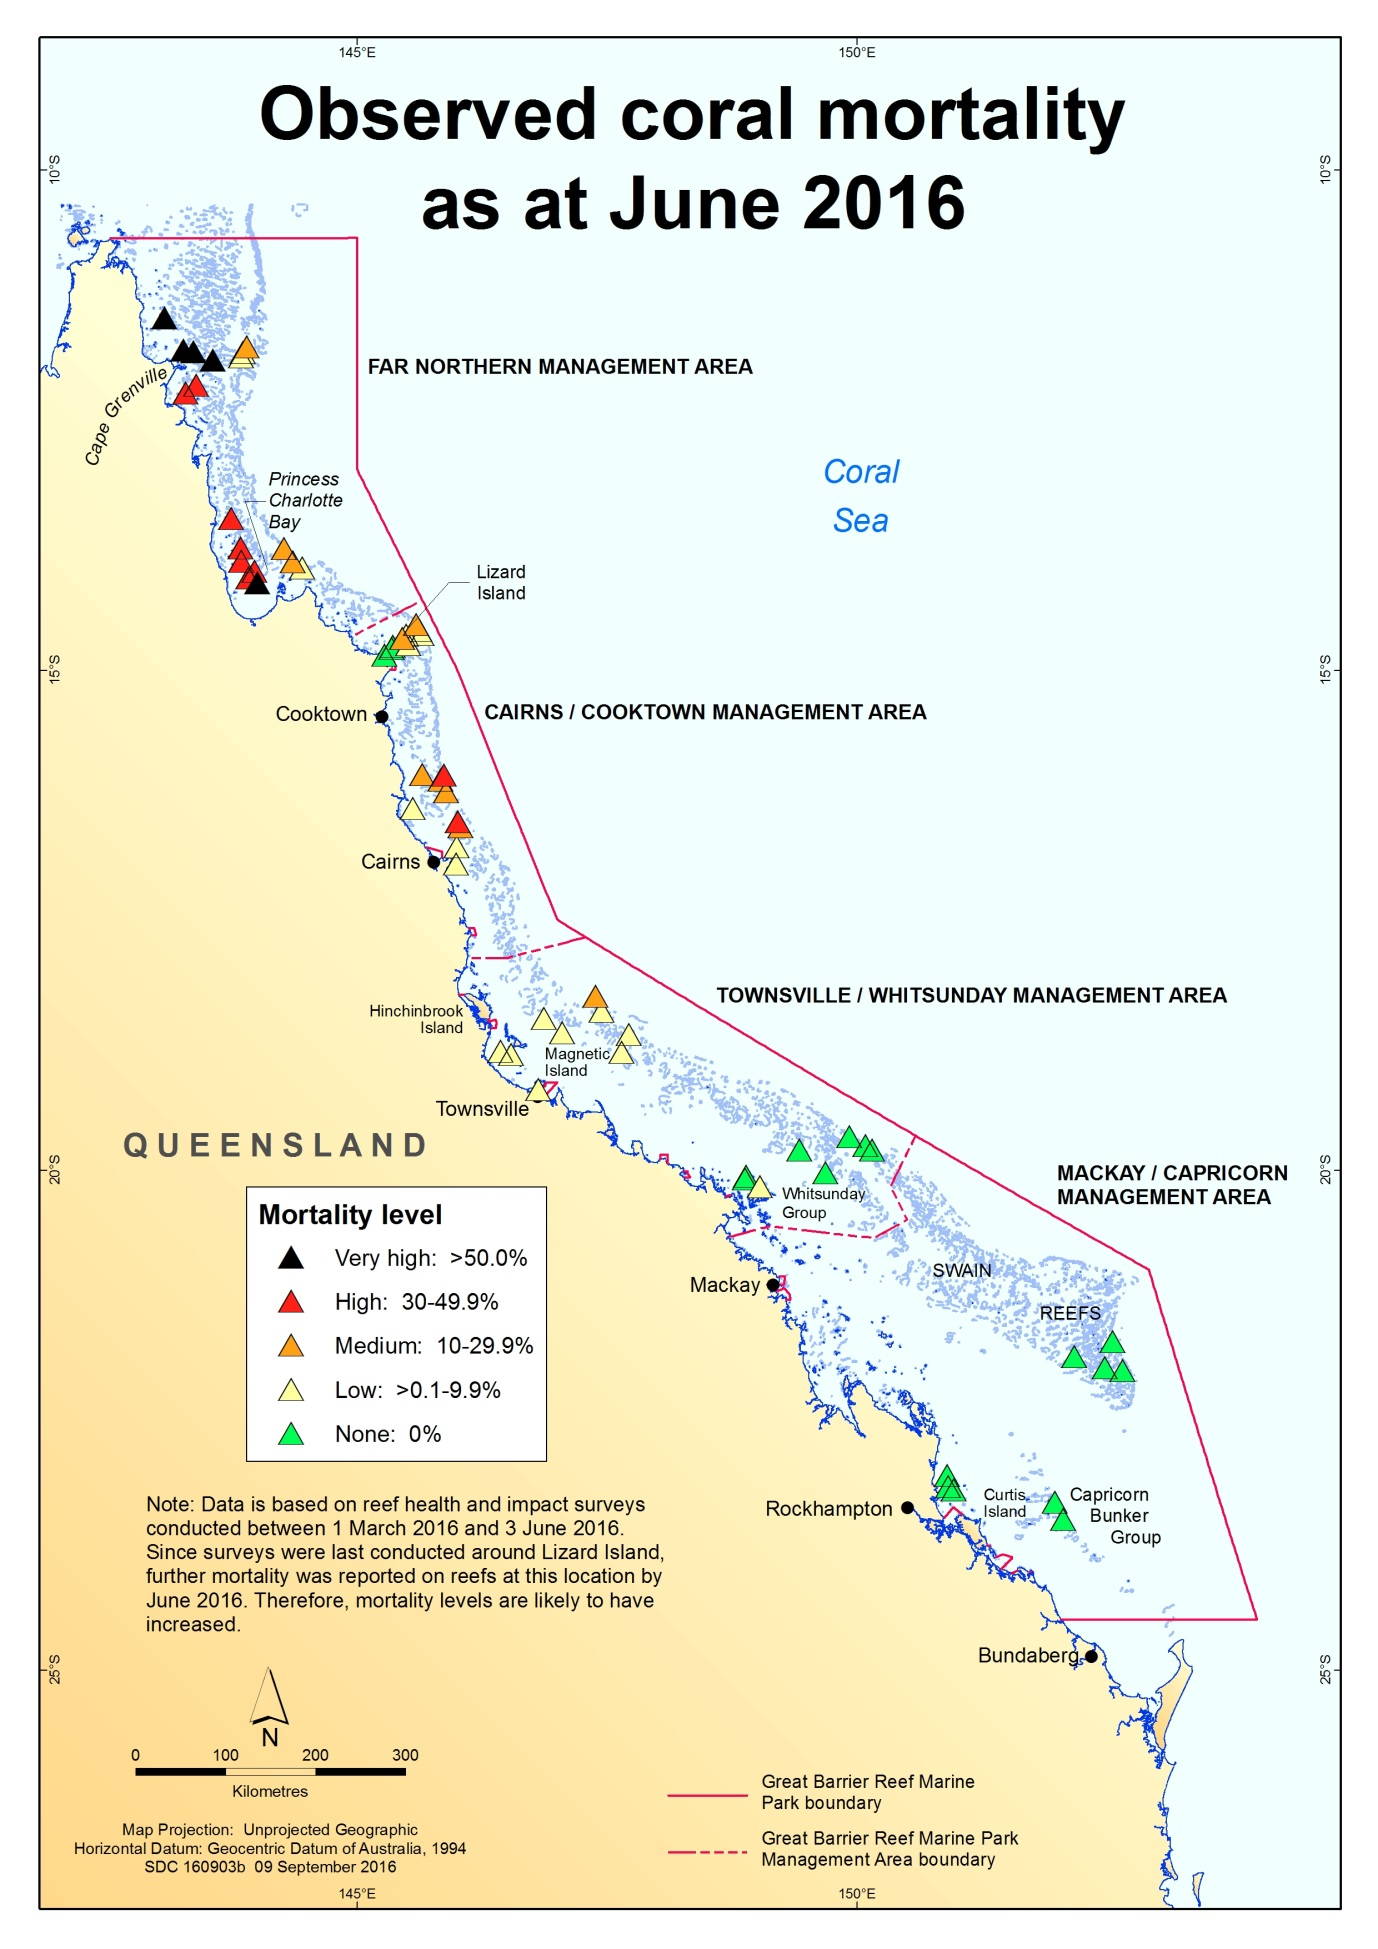 145°E
150°E
Observed coral mortality
as at June 2016
10°S
10°S
FAR NORTHERN MANAGEMENT AREA
Cape Grenville
Princess
Charlotte
Bay
Coral
Sea
Lizard
Island
15°S
15°S
Cooktown
CAIRNS / COOKTOWN MANAGEMENT AREA
Cairns
TOWNSVILLE / WHITSUNDAY MANAGEMENT AREA
Hinchinbrook
Island
Magnetic
Island
Townsville
QUEENSLAND
20°S
20°S
MACKAY / CAPRICORN
MANAGEMENT AREA
Whitsunday
Group
Mortality level
Very high: >50.0%
High: 30-49.9%
Medium: 10-29.9%
Low: >0.1-9.9%
None: 0%
SWAIN
Mackay
REEFS
Rockhampton
Curtis
Island
Capricorn
Bunker
Group
Note: Data is based on reef health and impact surveys
conducted between 1 March 2016 and 3 June 2016.
Since surveys were last conducted around Lizard Island,
further mortality was reported on reefs at this location by
June 2016. Therefore, mortality levels are likely to have
increased.
Bundaberg
25°S
25°S
N
0 100 200 300
Kilometres
Map Projection: Unprojected Geographic
Horizontal Datum: Geocentric Datum of Australia, 1994
SDC 160903b 09 September 2016
Great Barrier Reef Marine
Park boundary
Great Barrier Reef Marine Park
Management Area boundary
145°E
150°E